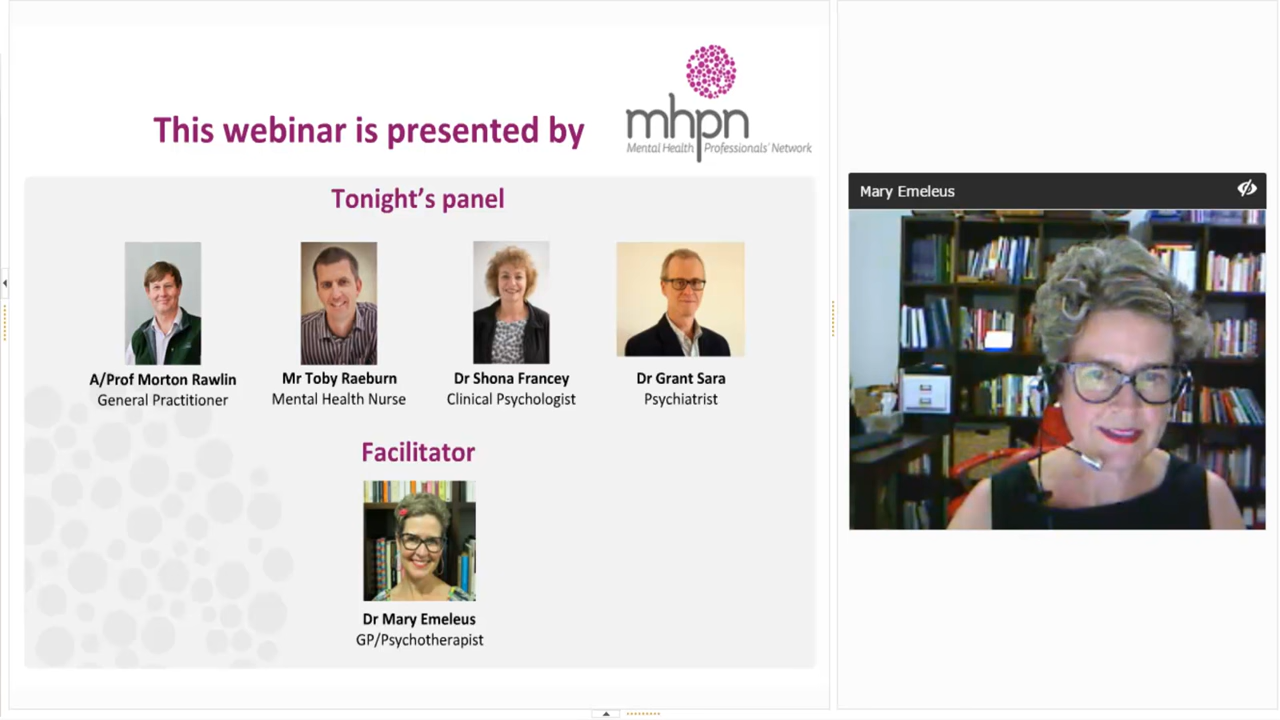 This webinar is presented by
mhpn
Mental Health Professionals' Network
Tonight's panel
A/Prof Morton Rawlin
General Practitioner
Mr Toby Raeburn
Mental Health Nurse
Dr Shona Francey
Clinical Psychologist
Dr Grant Sara
Psychiatrist
Facilitator
Dr Mary Emeleus
GP/Psychotherapist
Mary Emeleus